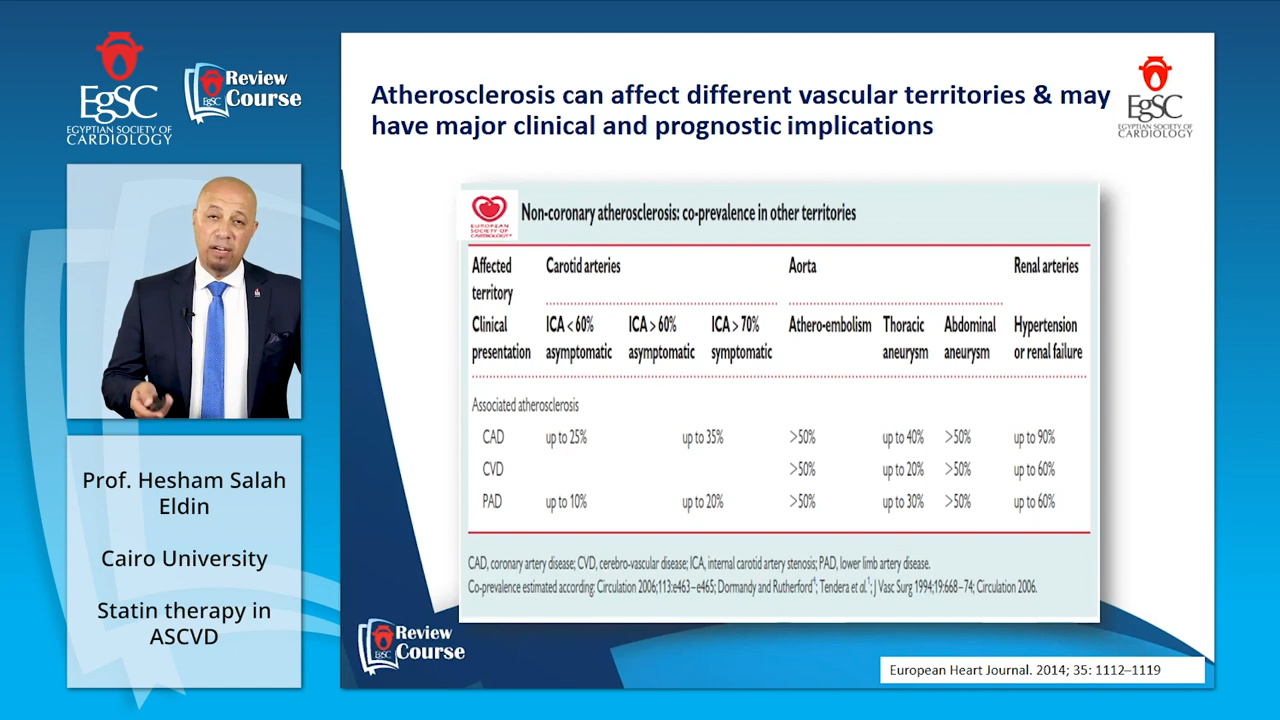 EgSC
EGYPTIAN SOCIETY OF
CARDIOLOGY
EgSC
Review
Course
Atherosclerosis can affect different vascular territories & may
have major clinical and prognostic implications
EgSC
EGYPTIAN SOCIETY OF
CARDIOLOGY
EUROPEAN
SOCIETY OF
CARDIOLOGY
Non-coronary atherosclerosis: co-prevalence in other territories
Affected Carotid arteries Aorta Renal arteries
territory
Clinical ICA < 60% ICA > 60% ICA > 70% Athero-embolism Thoracic Abdominal Hypertension
presentation asymptomatic asymptomatic symptomatic aneurysm aneurysm or renal failure
Associated atherosclerosis
CAD up to 25% up to 35% >50% up to 40% >50% up to 90%
CVD >50% up to 20% >50% up to 60%
PAD up to 10% up to 20% >50% up to 30% >50% up to 60%
CAD, coronary artery disease; CVD, cerebro-vascular disease; ICA, internal carotid artery stenosis; PAD, lower limb artery disease.
Co-prevalence estimated according: Circulation 2006;113:e463–e465; Dormandy and Rutherford; Tendera et al.; J Vasc Surg 1994;19:668–74; Circulation 2006.
Prof. Hesham Salah
Eldin
Cairo University
Statin therapy in
ASCVD
EgSC
Review
Course
European Heart Journal. 2014; 35: 1112–1119